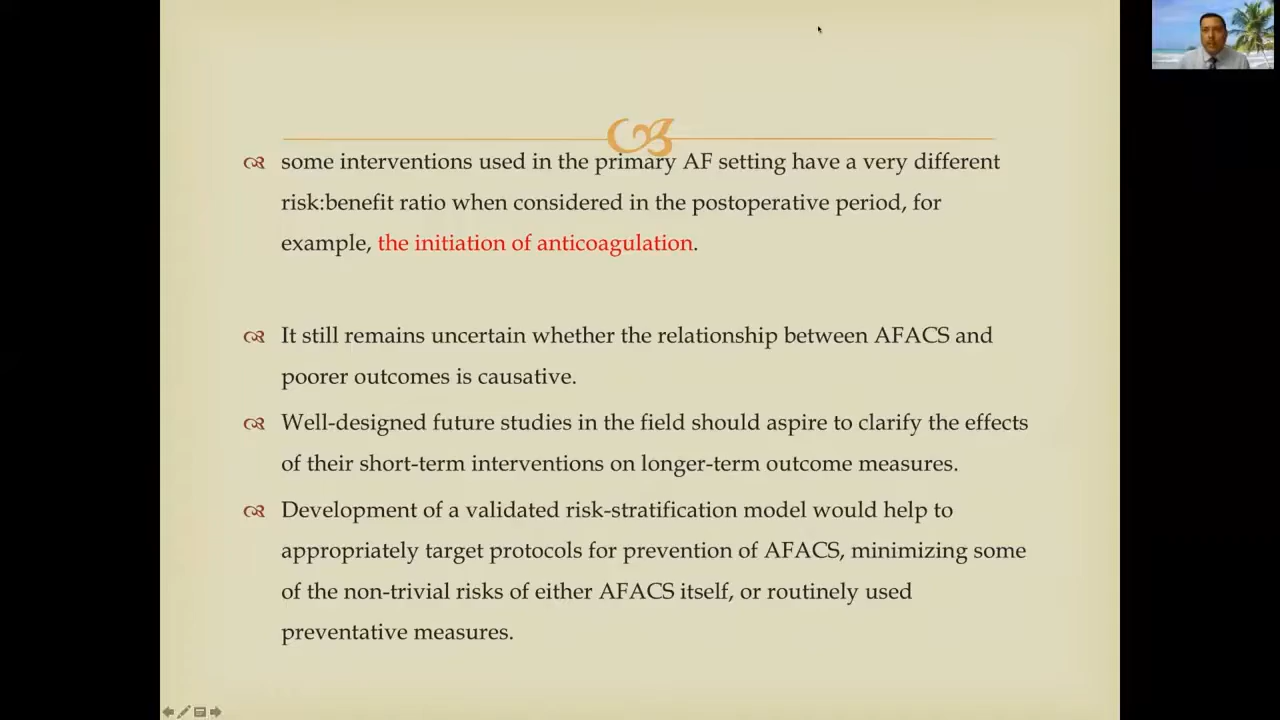 some interventions used in the primary AF setting have a very different
risk:benefit ratio when considered in the postoperative period, for
example, the initiation of anticoagulation.
It still remains uncertain whether the relationship between AFACS and
poorer outcomes is causative.
Well-designed future studies in the field should aspire to clarify the effects
of their short-term interventions on longer-term outcome measures.
Development of a validated risk-stratification model would help to
appropriately target protocols for prevention of AFACS, minimizing some
of the non-trivial risks of either AFACS itself, or routinely used
preventative measures.